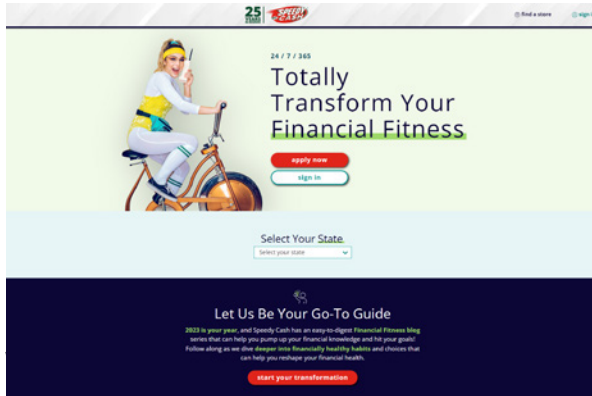 25
YEARS
SPEEDY
CASH
find a store
sign i
24 / 7 / 365
Totally
Transform Your
Financial Fitness
apply now
sign in
Select Your State
Select your state
Let Us Be Your Go-To Guide
2023 is your year, and Speedy Cash has an easy-to-digest Financial Fitness blog
series that can help you pump up your financial knowledge and hit your goals!
Follow along as we dive deeper into financially healthy habits and choices that
can help you reshape your financial health.
start your transformation